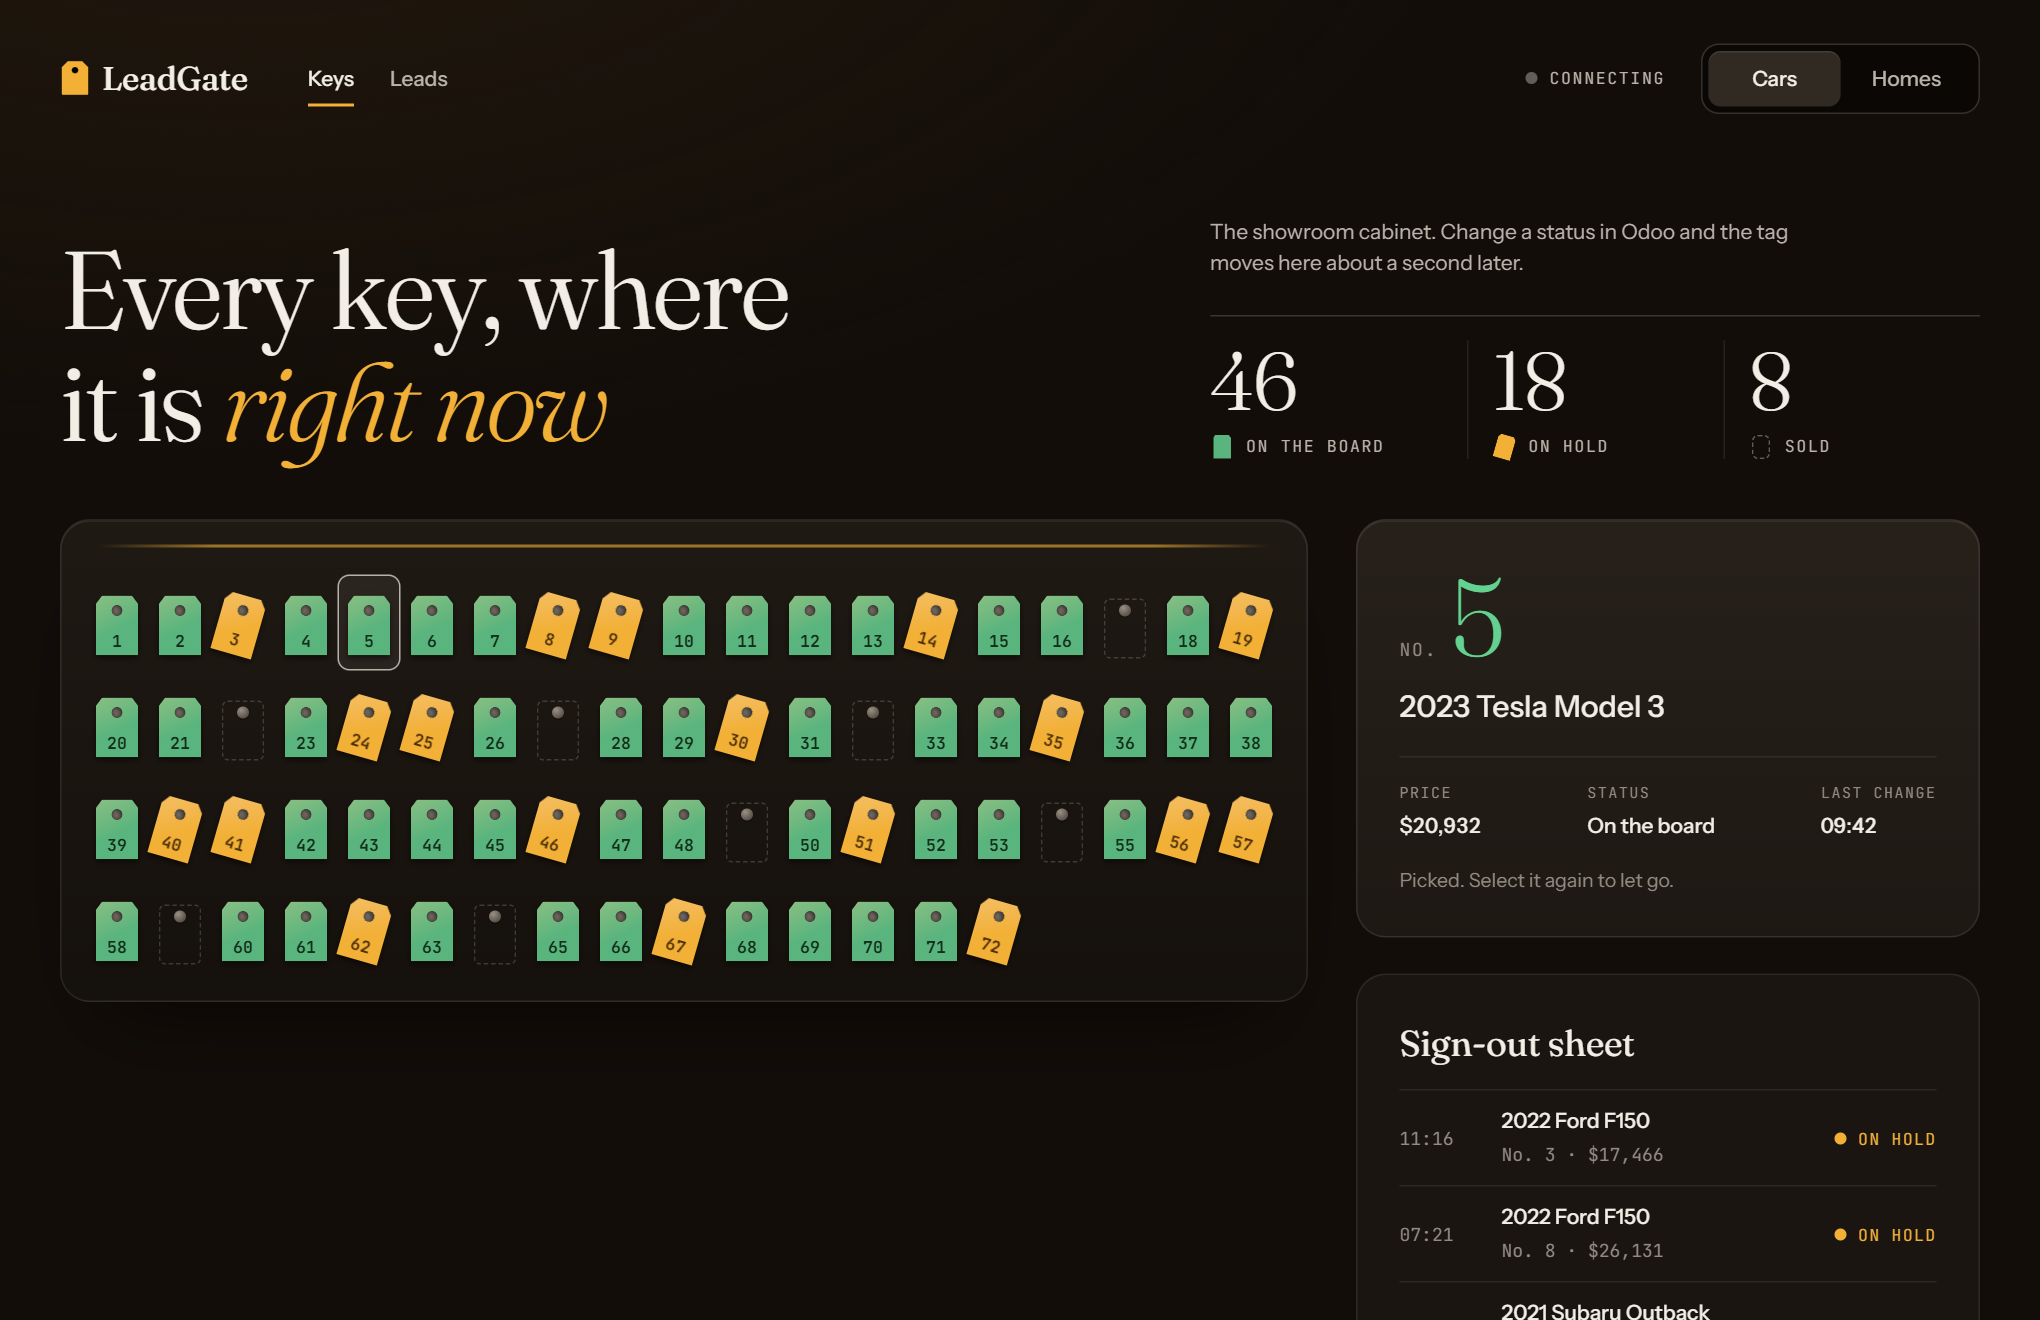 LeadGate
Keys
Leads
CONNECTING
Cars
Homes
Every key, where
it is right now
The showroom cabinet. Change a status in Odoo and the tag
moves here about a second later.
46
ON THE BOARD
18
ON HOLD
8
SOLD
1 2 3 4 5 6 7 8 9 10 11 12 13 14 15 16 18 19
20 21 23 24 25 26 28 29 30 31 33 34 35 36 37 38
39 40 41 42 43 44 45 46 47 48 50 51 52 53 55 56 57
58 60 61 62 63 65 66 67 68 69 70 71 72
NO. 5
2023 Tesla Model 3
PRICE STATUS LAST CHANGE
$20,932 On the board 09:42
Picked. Select it again to let go.
Sign-out sheet
2022 Ford F150
11:16 ON HOLD
No. 3 · $17,466
2022 Ford F150
07:21 ON HOLD
No. 8 · $26,131
2021 Subaru Outback